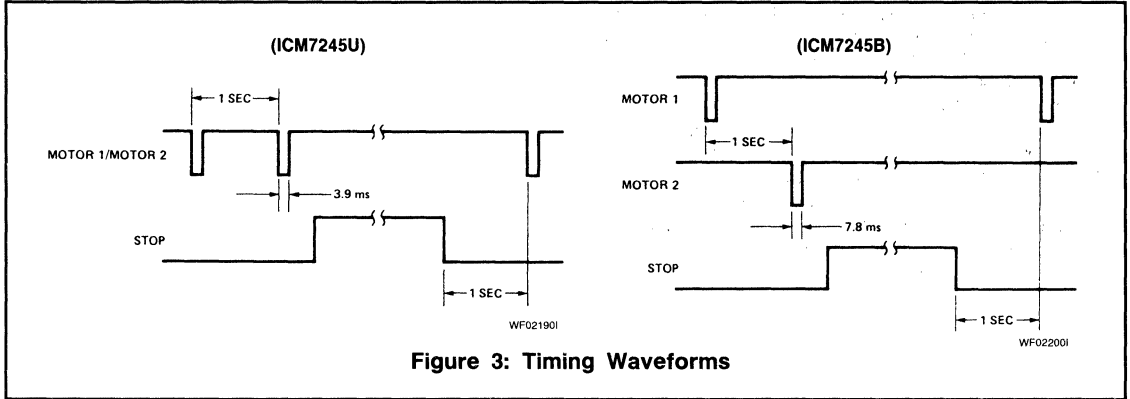 (ICM7245U)
1 SEC
MOTOR 1/MOTOR 2
3.9 ms
STOP
1 SEC
WF02190I
(ICM7245B)
MOTOR 1
1 SEC
MOTOR 2
7.8 ms
STOP
1 SEC
WF02200I
Figure 3: Timing Waveforms